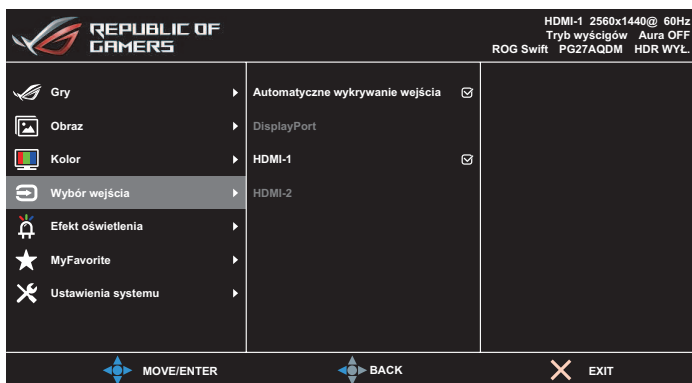 REPUBLIC OF
GAMERS
HDMI-1 2560x1440@ 60Hz
Tryb wyścigów Aura OFF
ROG Swift PG27AQDM HDR WYŁ.
Gry
Obraz
Kolor
Wybór wejścia
Efekt oświetlenia
MyFavorite
Ustawienia systemu
Automatyczne wykrywanie wejścia
DisplayPort
HDMI-1
HDMI-2
MOVE/ENTER
BACK
EXIT